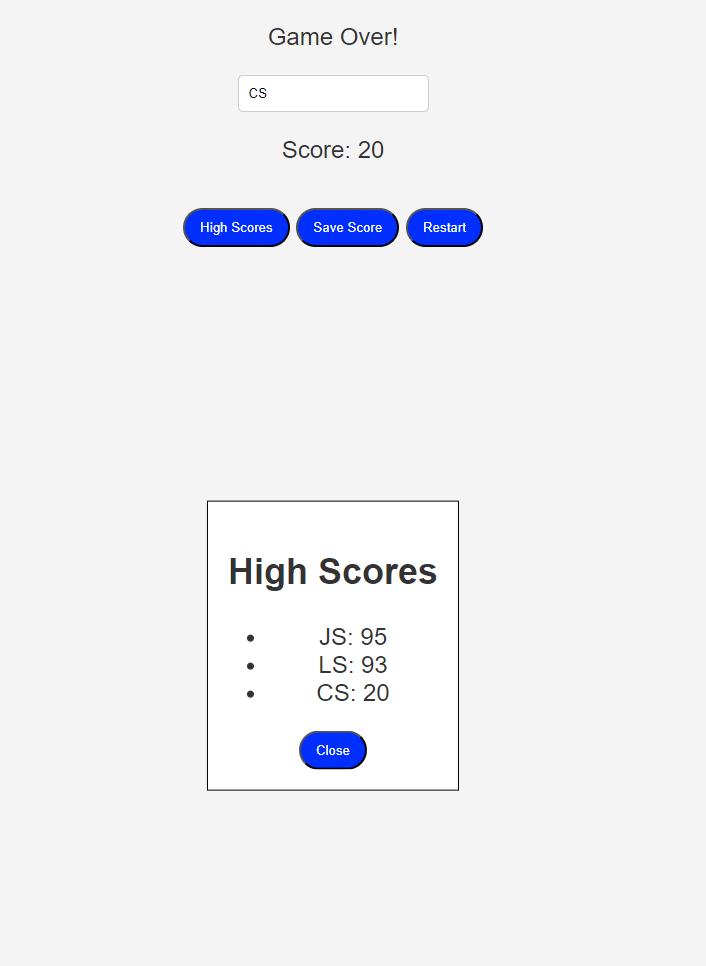 Game Over!
CS
Score: 20
High Scores Save Score Restart
High Scores
• JS: 95
• LS: 93
• CS: 20
Close